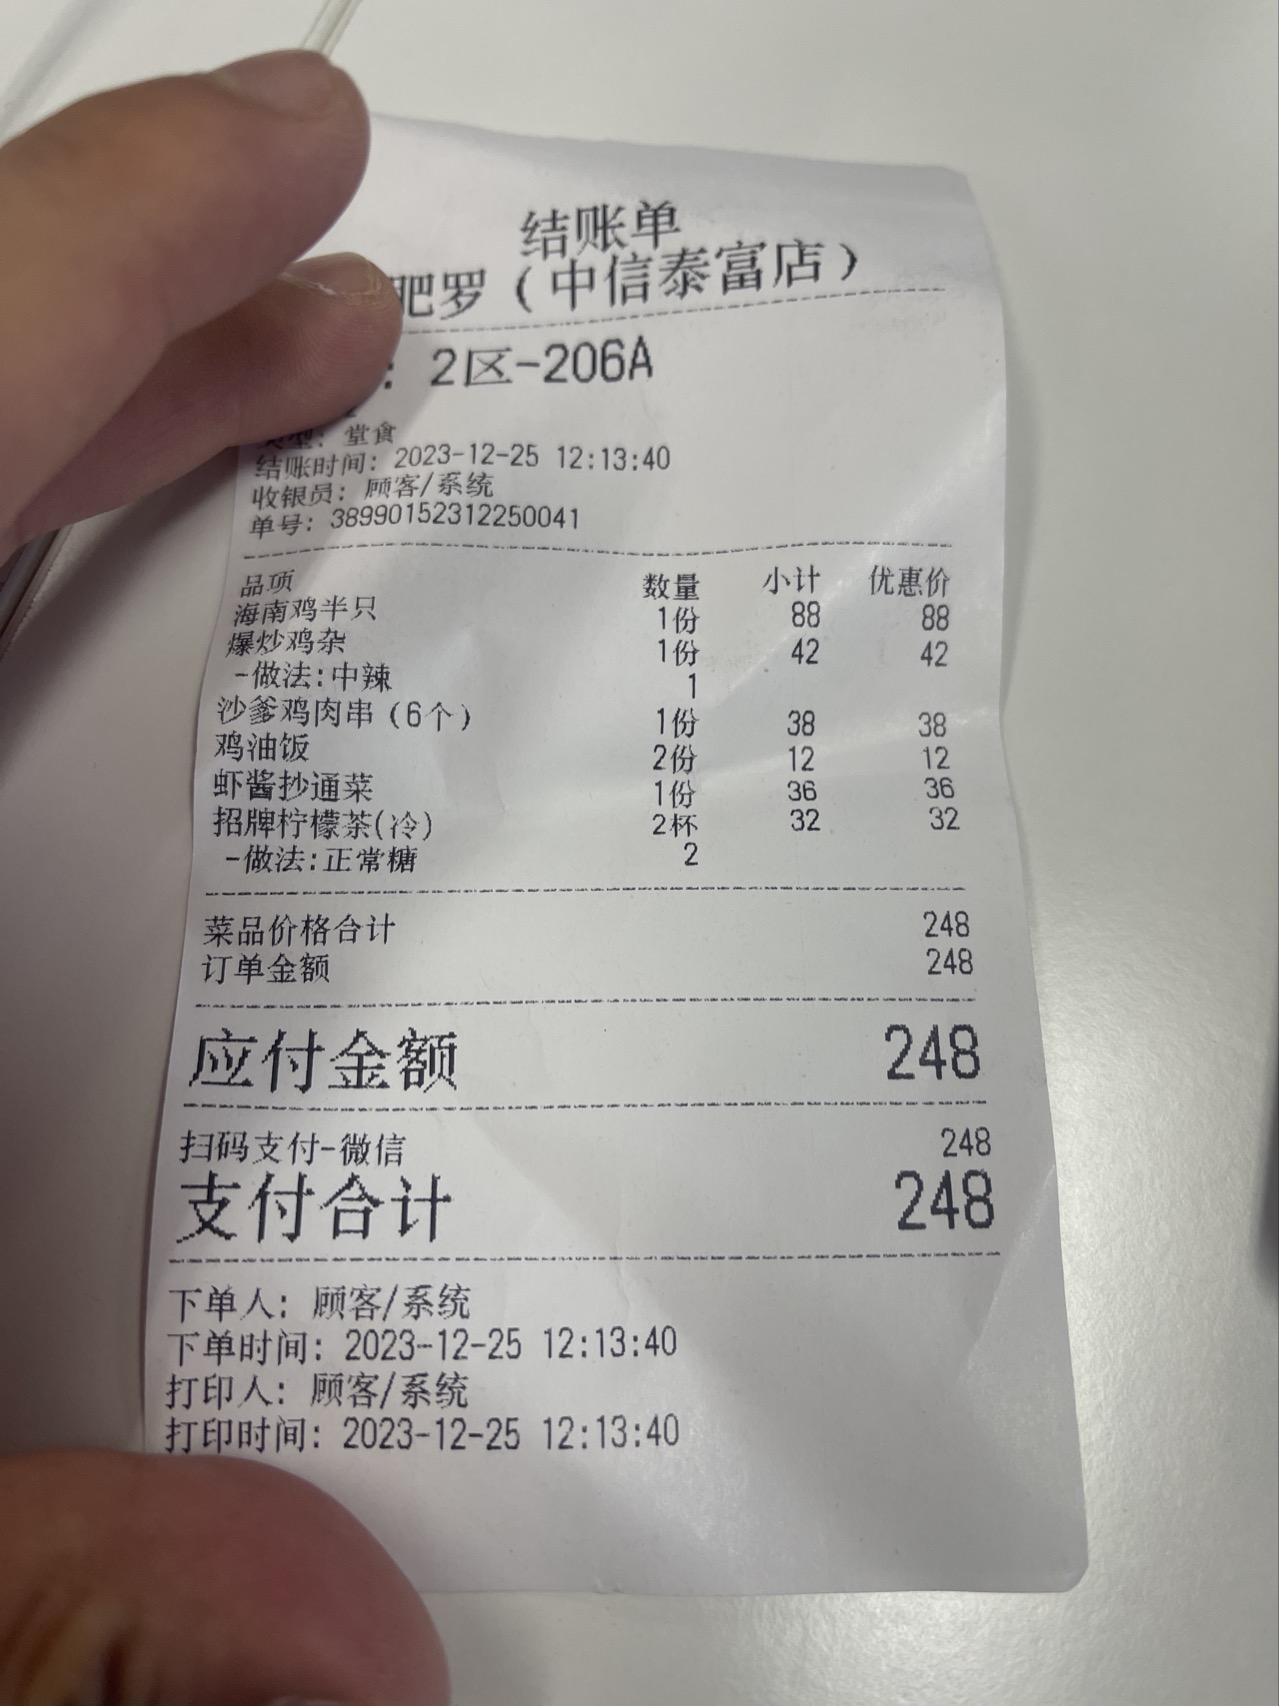 结账单
肥罗（中信泰富店）
: 2区-206A
类型: 堂食
结账时间: 2023-12-25 12:13:40
收银员: 顾客/系统
单号: 38990152312250041
品项 数量 小计 优惠价
海南鸡半只 1份 88 88
爆炒鸡杂 1份 42 42
-做法:中辣 1
沙爹鸡肉串（6个） 1份 38 38
鸡油饭 2份 12 12
虾酱抄通菜 1份 36 36
招牌柠檬茶(冷) 2杯 32 32
-做法:正常糖 2
菜品价格合计 248
订单金额 248
应付金额 248
扫码支付-微信 248
支付合计 248
下单人: 顾客/系统
下单时间: 2023-12-25 12:13:40
打印人: 顾客/系统
打印时间: 2023-12-25 12:13:40